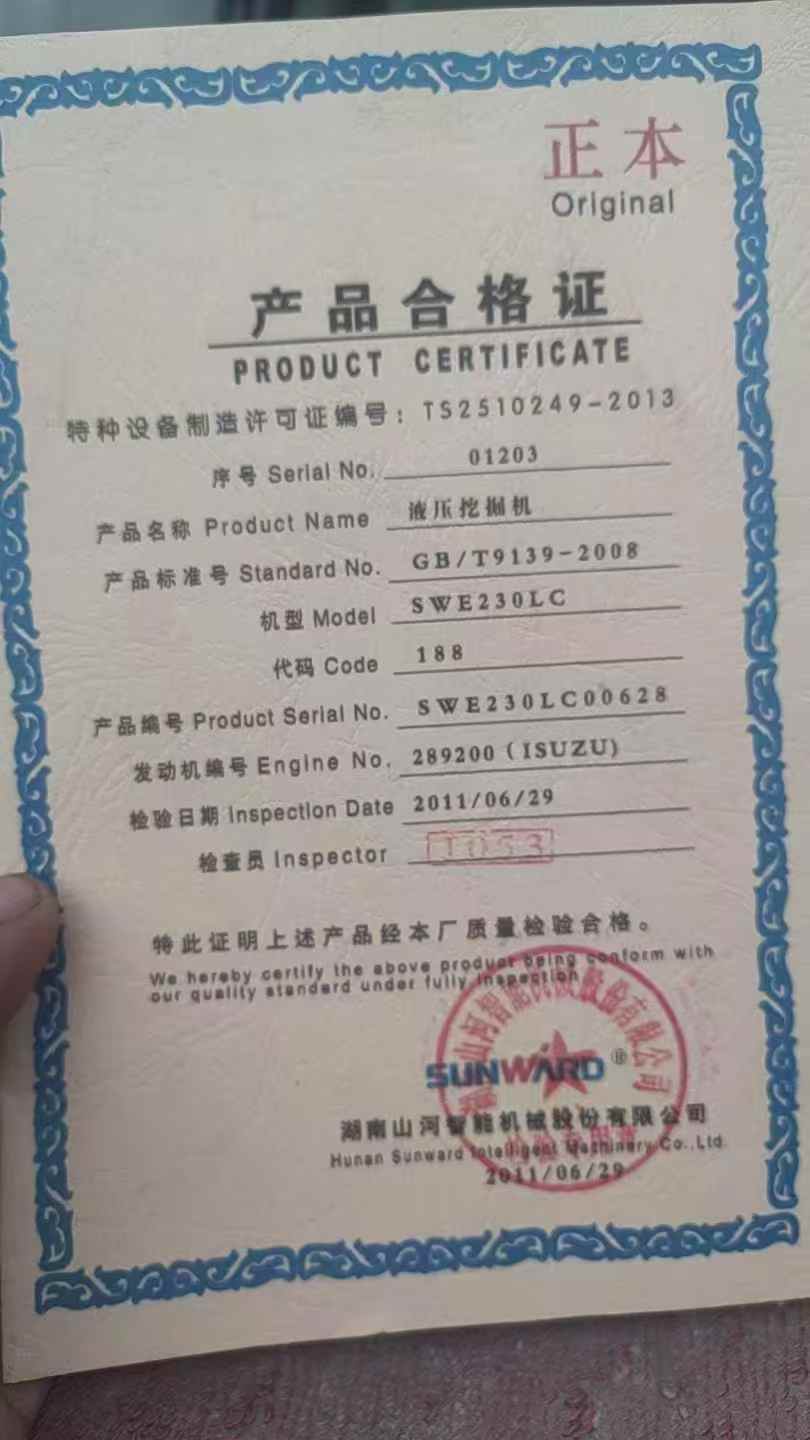 正本
Original
产品合格证
PRODUCT CERTIFICATE
特种设备制造许可证编号：TS2510249-2013
序号 Serial No. 01203
产品名称 Product Name 液压挖掘机
产品标准号 Standard No. GB/T9139-2008
机型 Model SWE230LC
代码 Code 188
产品编号 Product Serial No. SWE230LC00628
发动机编号 Engine No. 289200（ISUZU)
检验日期 Inspection Date 2011/06/29
检查员 Inspector 1053
特此证明上述产品经本厂质量检验合格。
We hereby certify the above product being conform with
our quality standard under fully inspection
SUNWARD®
湖南山河智能机械股份有限公司
Hunan Sunward Intelligent Machinery Co.,Ltd
2011/06/29